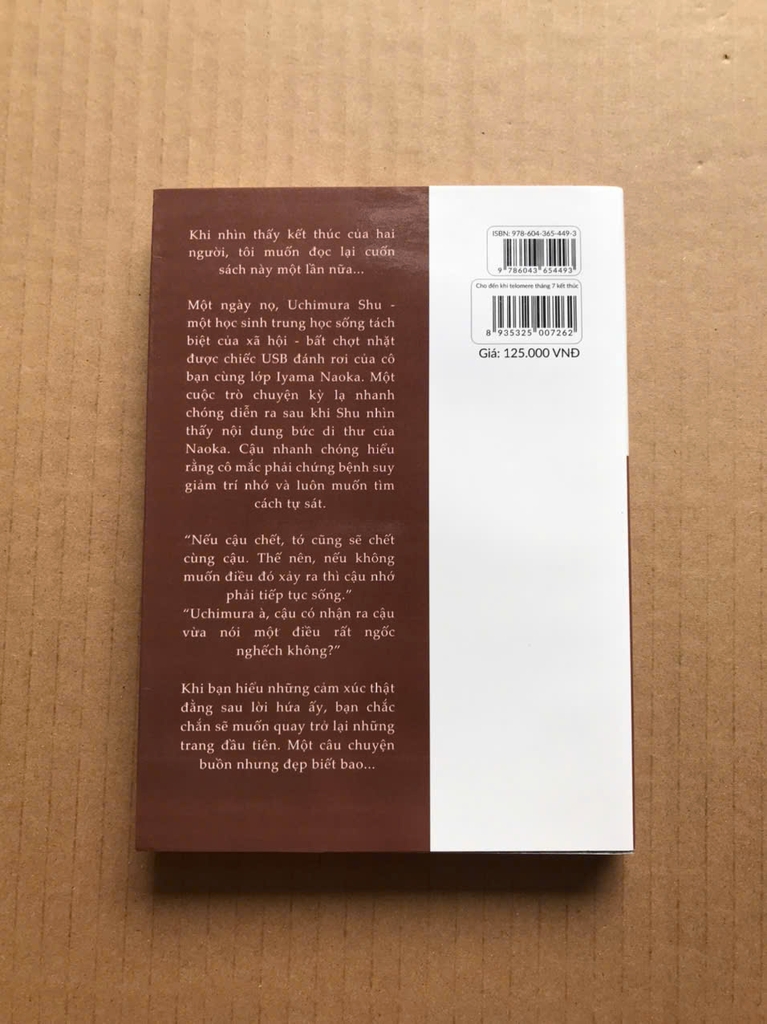 Khi nhìn thấy kết thúc của hai
người, tôi muốn đọc lại cuốn
sách này một lần nữa...
Một ngày nọ, Uchimura Shu -
một học sinh trung học sống tách
biệt của xã hội - bất chợt nhặt
được chiếc USB đánh rơi của cô
bạn cùng lớp Iyama Naoka. Một
cuộc trò chuyện kỳ lạ nhanh
chóng diễn ra sau khi Shu nhìn
thấy nội dung bức di thư của
Naoka. Cậu nhanh chóng hiểu
rằng cô mắc phải chứng bệnh suy
giảm trí nhớ và luôn muốn tìm
cách tự sát.
“Nếu cậu chết, tớ cũng sẽ chết
cùng cậu. Thế nên, nếu không
muốn điều đó xảy ra thì cậu nhớ
phải tiếp tục sống.”
“Uchimura à, cậu có nhận ra cậu
vừa nói một điều rất ngốc
nghếch không?”
Khi bạn hiểu những cảm xúc thật
đằng sau lời hứa ấy, bạn chắc
chắn sẽ muốn quay trở lại những
trang đầu tiên. Một câu chuyện
buồn nhưng đẹp biết bao...
ISBN: 978-604-365-449-3
9 786043 654493
Cho đến khi telomere tháng 7 kết thúc
8 935325 007262
Giá: 125.000 VNĐ